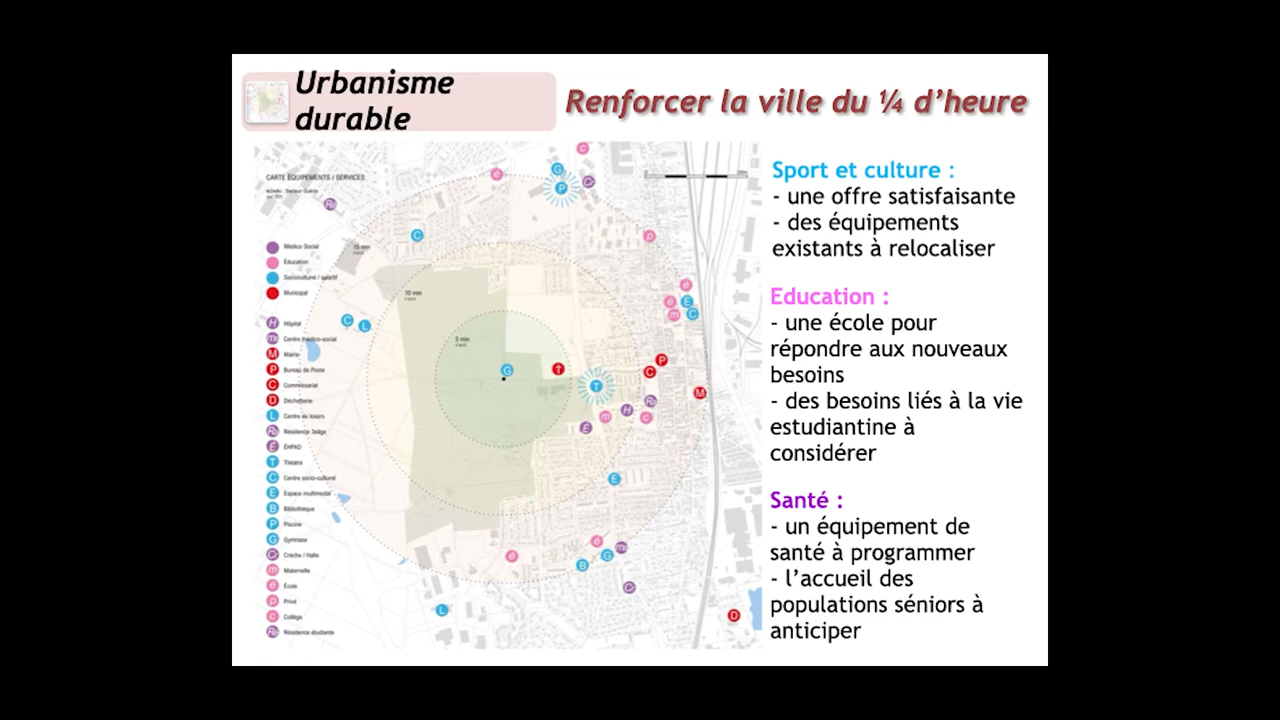 Urbanisme
durable
Renforcer la ville du ¼ d’heure
CARTE ÉQUIPEMENTS / SERVICES
Médico Social
Éducation
Socioculturel / sportif
Municipal
Hôpital
Centre médico-social
Mairie
Bureau de Poste
Commissariat
Déchetterie
Centre de loisirs
Résidence 3eâge
ÉHPAD
Théatre
Centre socio-culturel
Espace multimodal
Bibliothèque
Piscine
Gymnase
Crèche / Halte
Maternelle
École
Privé
Collège
Résidence étudiante
15 min
10 min
5 min
Sport et culture :
- une offre satisfaisante
- des équipements
existants à relocaliser
Education :
- une école pour
répondre aux nouveaux
besoins
- des besoins liés à la vie
estudiantine à
considérer
Santé :
- un équipement de
santé à programmer
- l’accueil des
populations séniors à
anticiper